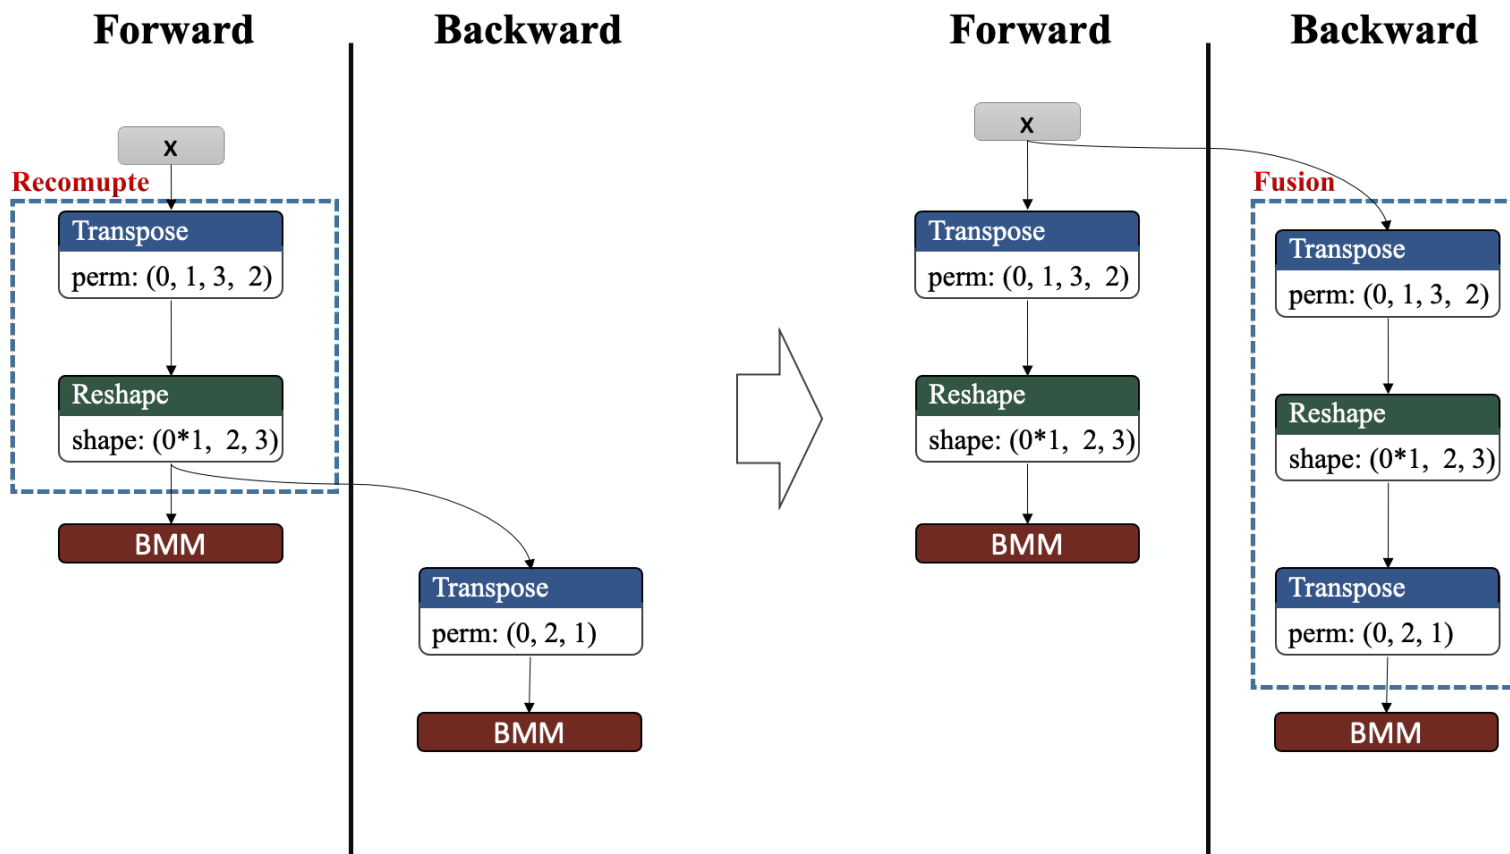 Forward
Backward
Forward
Backward
x
Recomupte
Transpose
perm: (0, 1, 3, 2)
Reshape
shape: (0*1, 2, 3)
BMM
Transpose
perm: (0, 2, 1)
BMM
x
Transpose
perm: (0, 1, 3, 2)
Reshape
shape: (0*1, 2, 3)
BMM
Fusion
Transpose
perm: (0, 1, 3, 2)
Reshape
shape: (0*1, 2, 3)
Transpose
perm: (0, 2, 1)
BMM